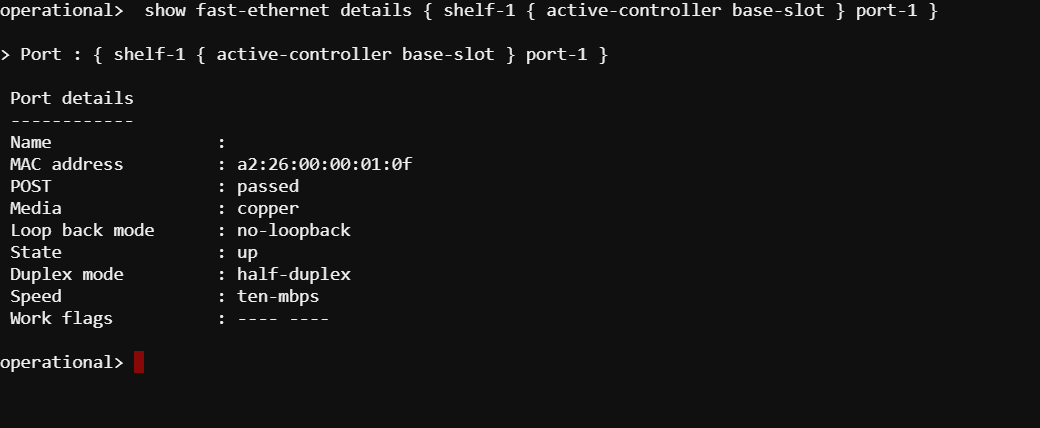 operational>  show fast-ethernet details { shelf-1 { active-controller base-slot } port-1 }
> Port : { shelf-1 { active-controller base-slot } port-1 }
Port details
------------
Name                :
MAC address         : a2:26:00:00:01:0f
POST                : passed
Media               : copper
Loop back mode      : no-loopback
State               : up
Duplex mode         : half-duplex
Speed               : ten-mbps
Work flags          : ---- ----
operational>